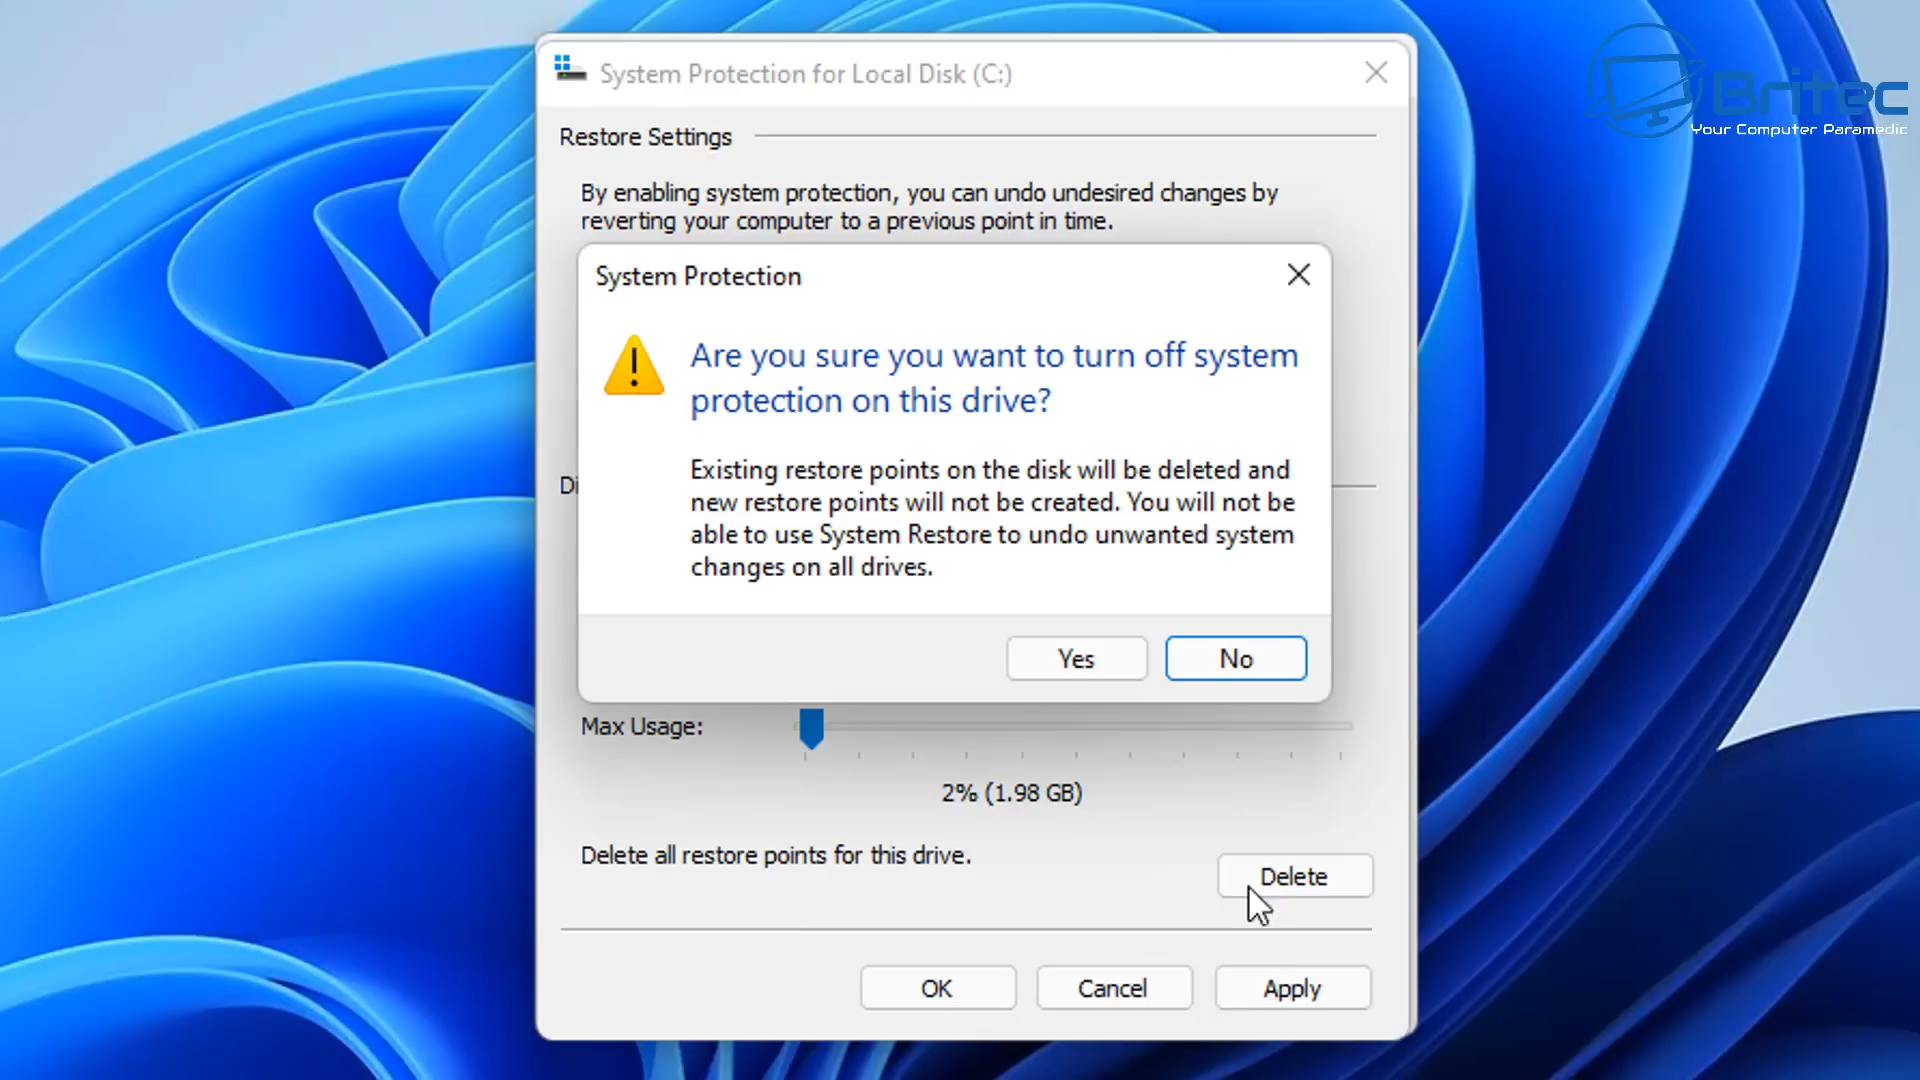 System Protection for Local Disk (C:)
Britec
Your Computer Paramedic
Restore Settings
By enabling system protection, you can undo undesired changes by
reverting your computer to a previous point in time.
System Protection
Are you sure you want to turn off system
protection on this drive?
Existing restore points on the disk will be deleted and
new restore points will not be created. You will not be
able to use System Restore to undo unwanted system
changes on all drives.
Di
Yes No
Max Usage:
2% (1.98 GB)
Delete all restore points for this drive.
Delete
OK Cancel Apply